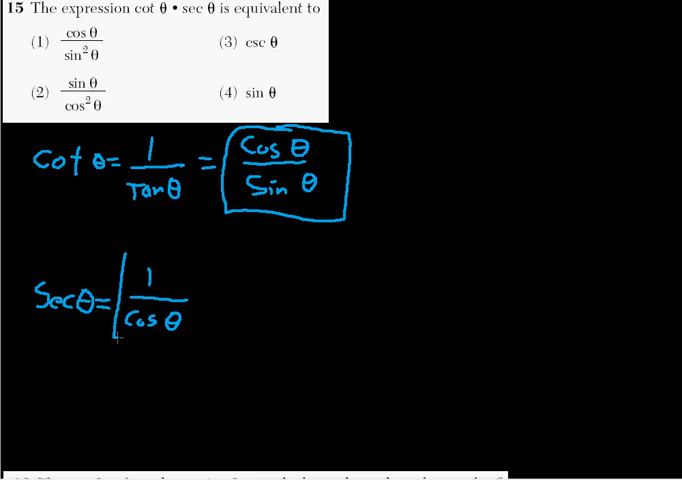 15 The expression cot θ • sec θ is equivalent to
(1) cos θ / sin² θ
(3) csc θ
(2) sin θ / cos² θ
(4) sin θ
Cot θ = 1 / Tan θ = Cos θ / Sin θ
Sec θ = 1 / Cos θ